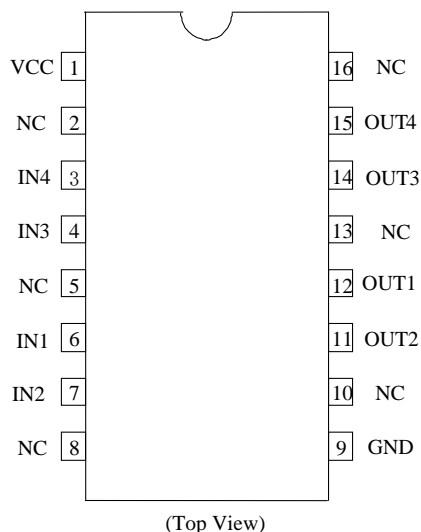 VCC 1 16 NC
NC 2 15 OUT4
IN4 3 14 OUT3
IN3 4 13 NC
NC 5 12 OUT1
IN1 6 11 OUT2
IN2 7 10 NC
NC 8 9 GND
(Top View)